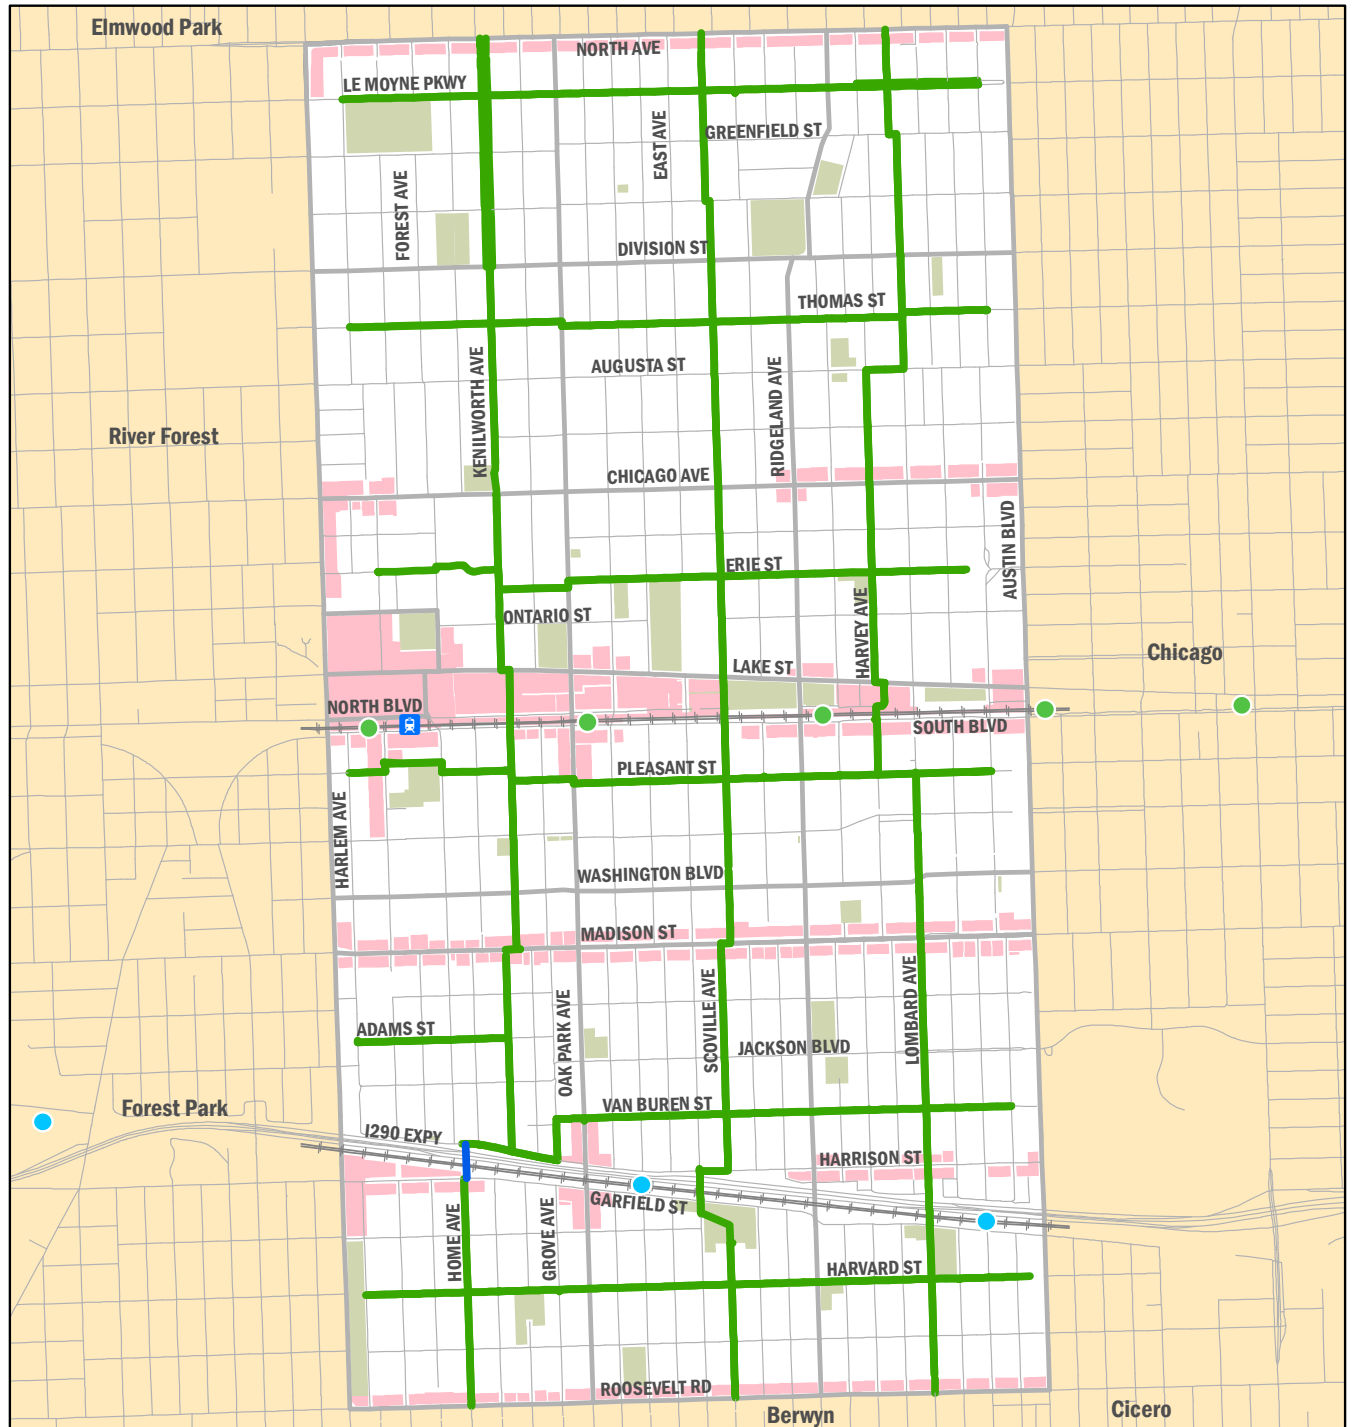 Elmwood Park
NORTH AVE
LE MOYNE PKWY
GREENFIELD ST
EAST AVE
FOREST AVE
DIVISION ST
THOMAS ST
AUGUSTA ST
KENILWORTH AVE
RIDGELAND AVE
River Forest
CHICAGO AVE
AUSTIN BLVD
ERIE ST
HARVEY AVE
ONTARIO ST
Chicago
LAKE ST
NORTH BLVD
SOUTH BLVD
PLEASANT ST
HARLEM AVE
WASHINGTON BLVD
MADISON ST
SCOVILLE AVE
LOMBARD AVE
OAK PARK AVE
ADAMS ST
JACKSON BLVD
VAN BUREN ST
Forest Park
I290 EXPY
HARRISON ST
GARFIELD ST
HOME AVE
GROVE AVE
HARVARD ST
ROOSEVELT RD
Berwyn
Cicero